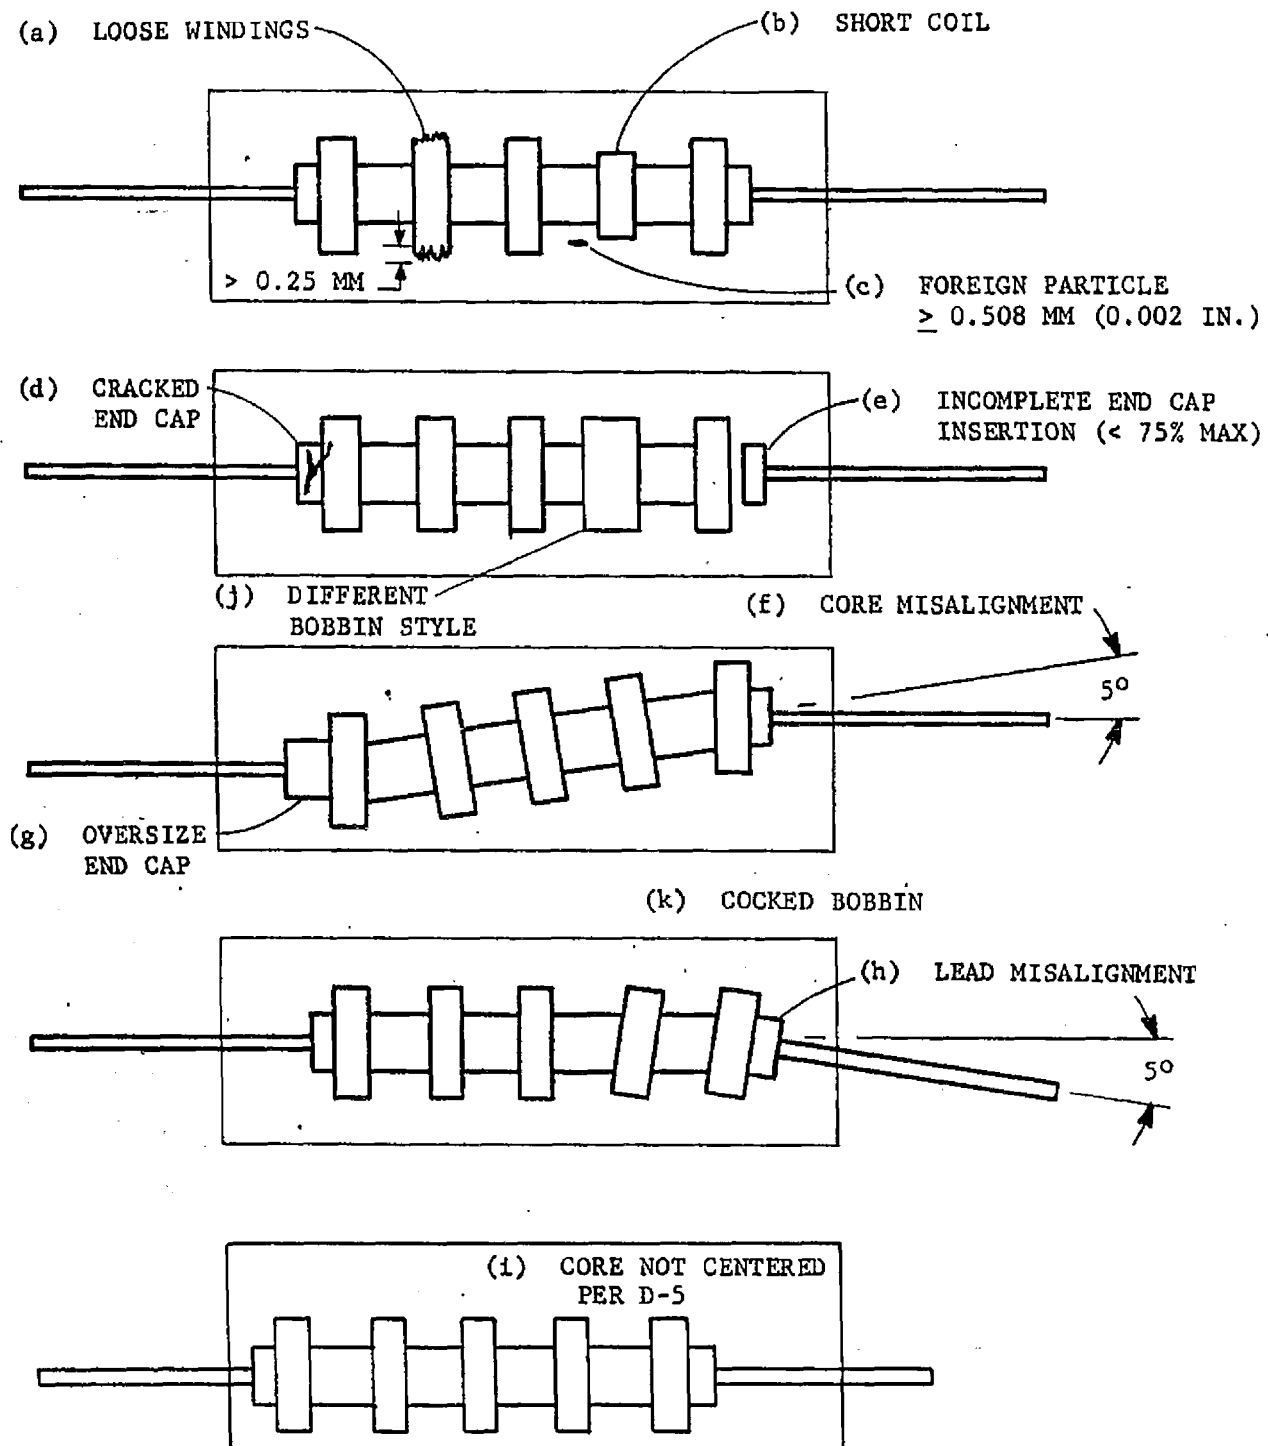 (a) LOOSE WINDINGS
(b) SHORT COIL
> 0.25 MM
(c) FOREIGN PARTICLE
≥ 0.508 MM (0.002 IN.)
(d) CRACKED
END CAP
(e) INCOMPLETE END CAP
INSERTION (< 75% MAX)
(j) DIFFERENT
BOBBIN STYLE
(f) CORE MISALIGNMENT
5°
(g) OVERSIZE
END CAP
(k) COCKED BOBBIN
(h) LEAD MISALIGNMENT
5°
(i) CORE NOT CENTERED
PER D-5